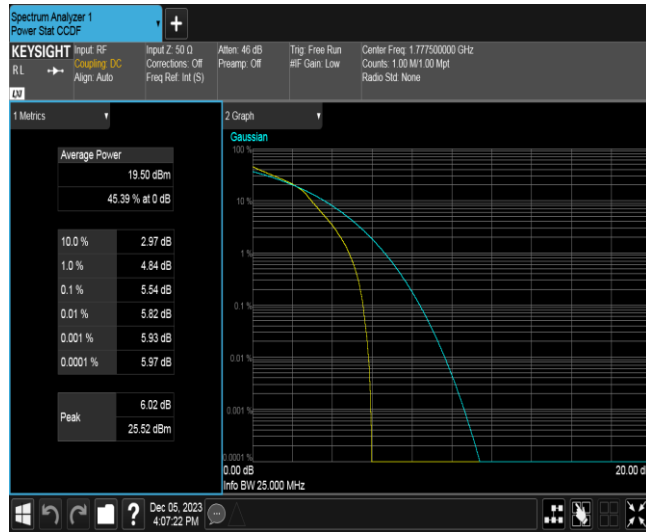 Spectrum Analyzer 1
Power Stat CCDF
KEYSIGHT
RL
LXI
Input: RF
Coupling: DC
Align: Auto
Input Z: 50 Ω
Corrections: Off
Freq Ref: Int (S)
Atten: 46 dB
Preamp: Off
Trig: Free Run
#IF Gain: Low
Center Freq: 1.777500000 GHz
Counts: 1.00 M/1.00 Mpt
Radio Std: None
1 Metrics
Average Power
19.50 dBm
45.39 % at 0 dB
10.0 % 2.97 dB
1.0 % 4.84 dB
0.1 % 5.54 dB
0.01 % 5.82 dB
0.001 % 5.93 dB
0.0001 % 5.97 dB
Peak
6.02 dB
25.52 dBm
2 Graph
Gaussian
100 %
10 %
1 %
0.1 %
0.01 %
0.001 %
0.0001 %
0.00 dB
20.00 d
Info BW 25.000 MHz
?
Dec 05, 2023
4:07:22 PM